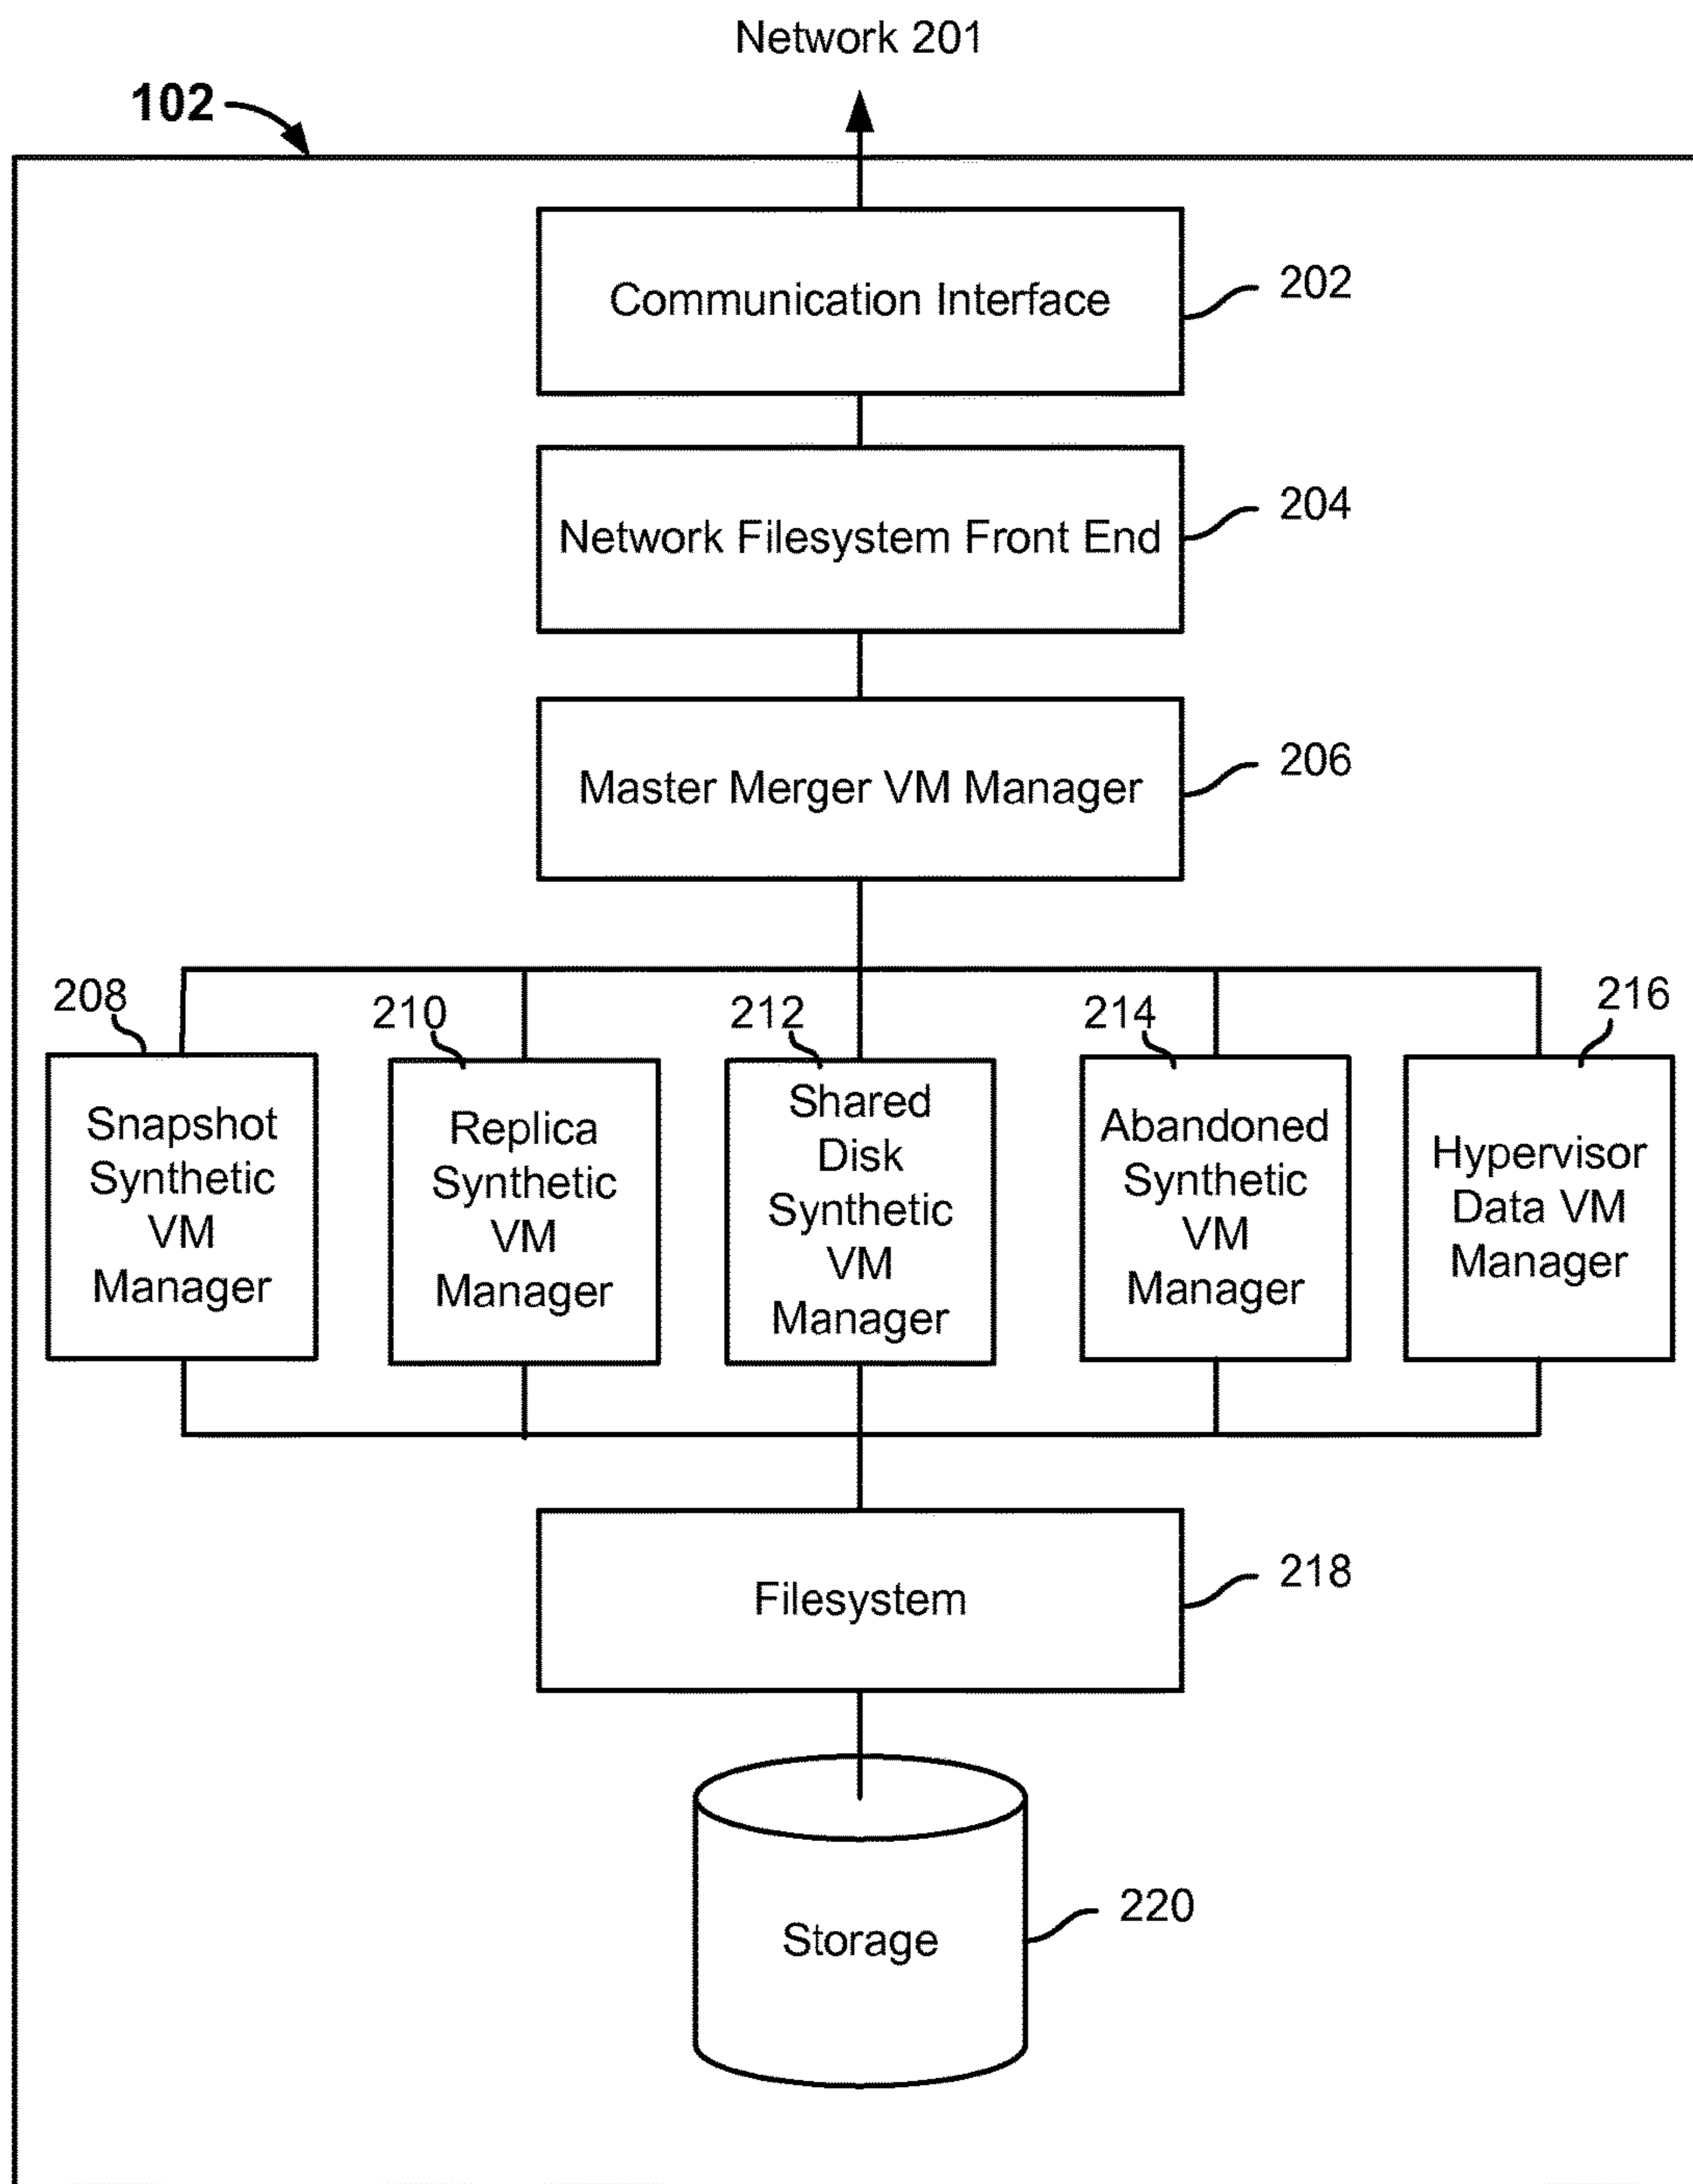 Network 201
102
Communication Interface
202
Network Filesystem Front End
204
Master Merger VM Manager
206
208
Snapshot
Synthetic
VM
Manager
210
Replica
Synthetic
VM
Manager
212
Shared
Disk
Synthetic
VM
Manager
214
Abandoned
Synthetic
VM
Manager
216
Hypervisor
Data VM
Manager
Filesystem
218
Storage
220